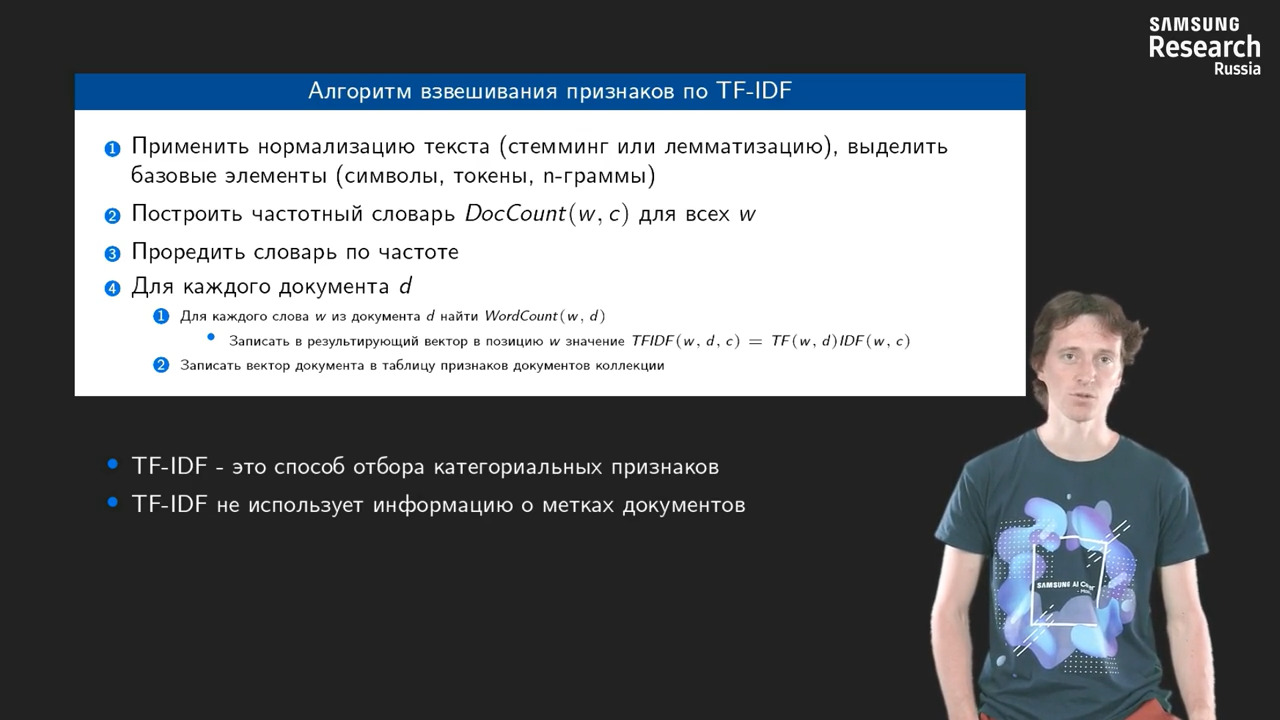 SAMSUNG
Research
Russia
Алгоритм взвешивания признаков по TF-IDF
1 Применить нормализацию текста (стемминг или лемматизацию), выделить
базовые элементы (символы, токены, n-граммы)
2 Построить частотный словарь DocCount(w, c) для всех w
3 Проредить словарь по частоте
4 Для каждого документа d
1 Для каждого слова w из документа d найти WordCount(w, d)
• Записать в результирующий вектор в позицию w значение TFIDF(w, d, c) = TF(w, d)IDF(w, c)
2 Записать вектор документа в таблицу признаков документов коллекции
• TF-IDF - это способ отбора категориальных признаков
• TF-IDF не использует информацию о метках документов
SAMSUNG AI